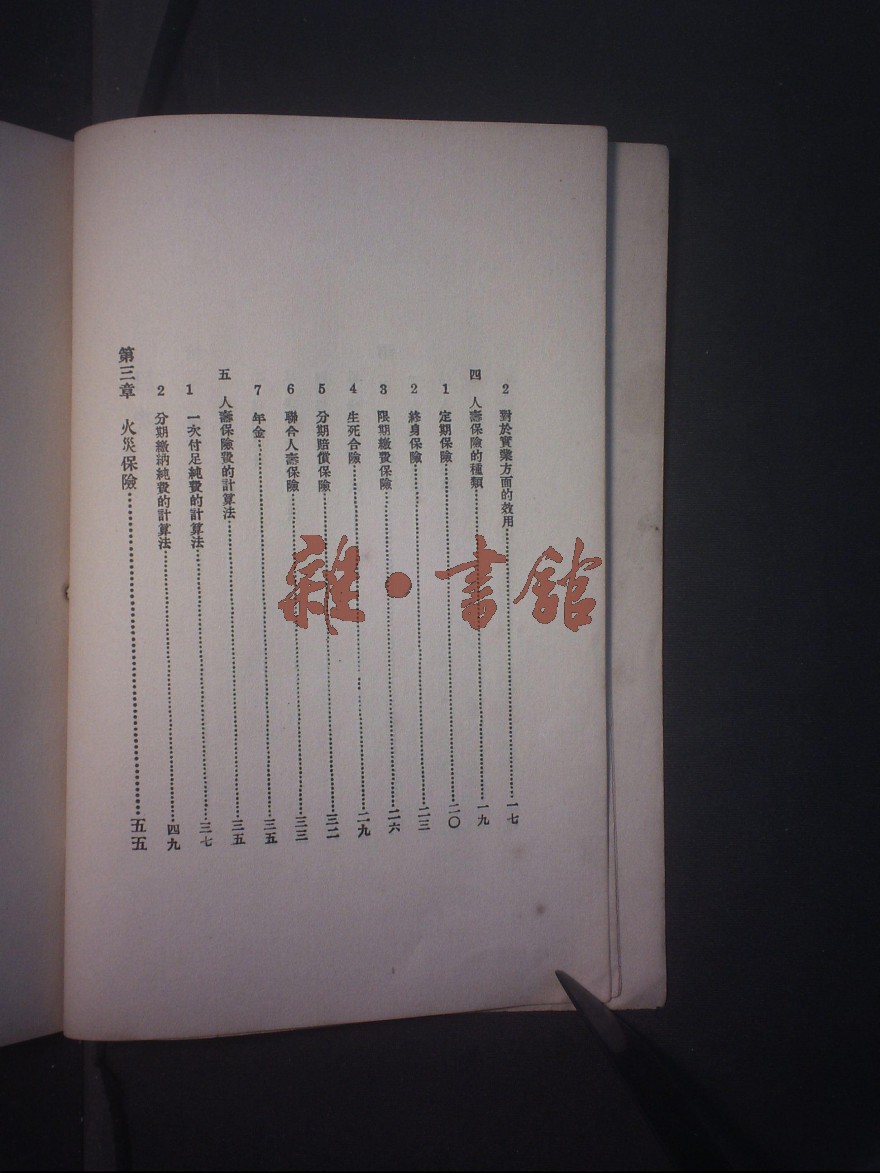 2 對於實業方面的效用……一七
四 人壽保險的種類……一九
1 定期保險……二〇
2 終身保險……二三
3 限期繳費保險……二六
4 生死合險……二九
5 分期賠償保險……三二
6 聯合人壽保險……三三
7 年金……三五
五 人壽保險費的計算法……三五
1 一次付足純費的計算法……三七
2 分期繳納純費的計算法……四九
第三章 火災保險……五五
雜•書館